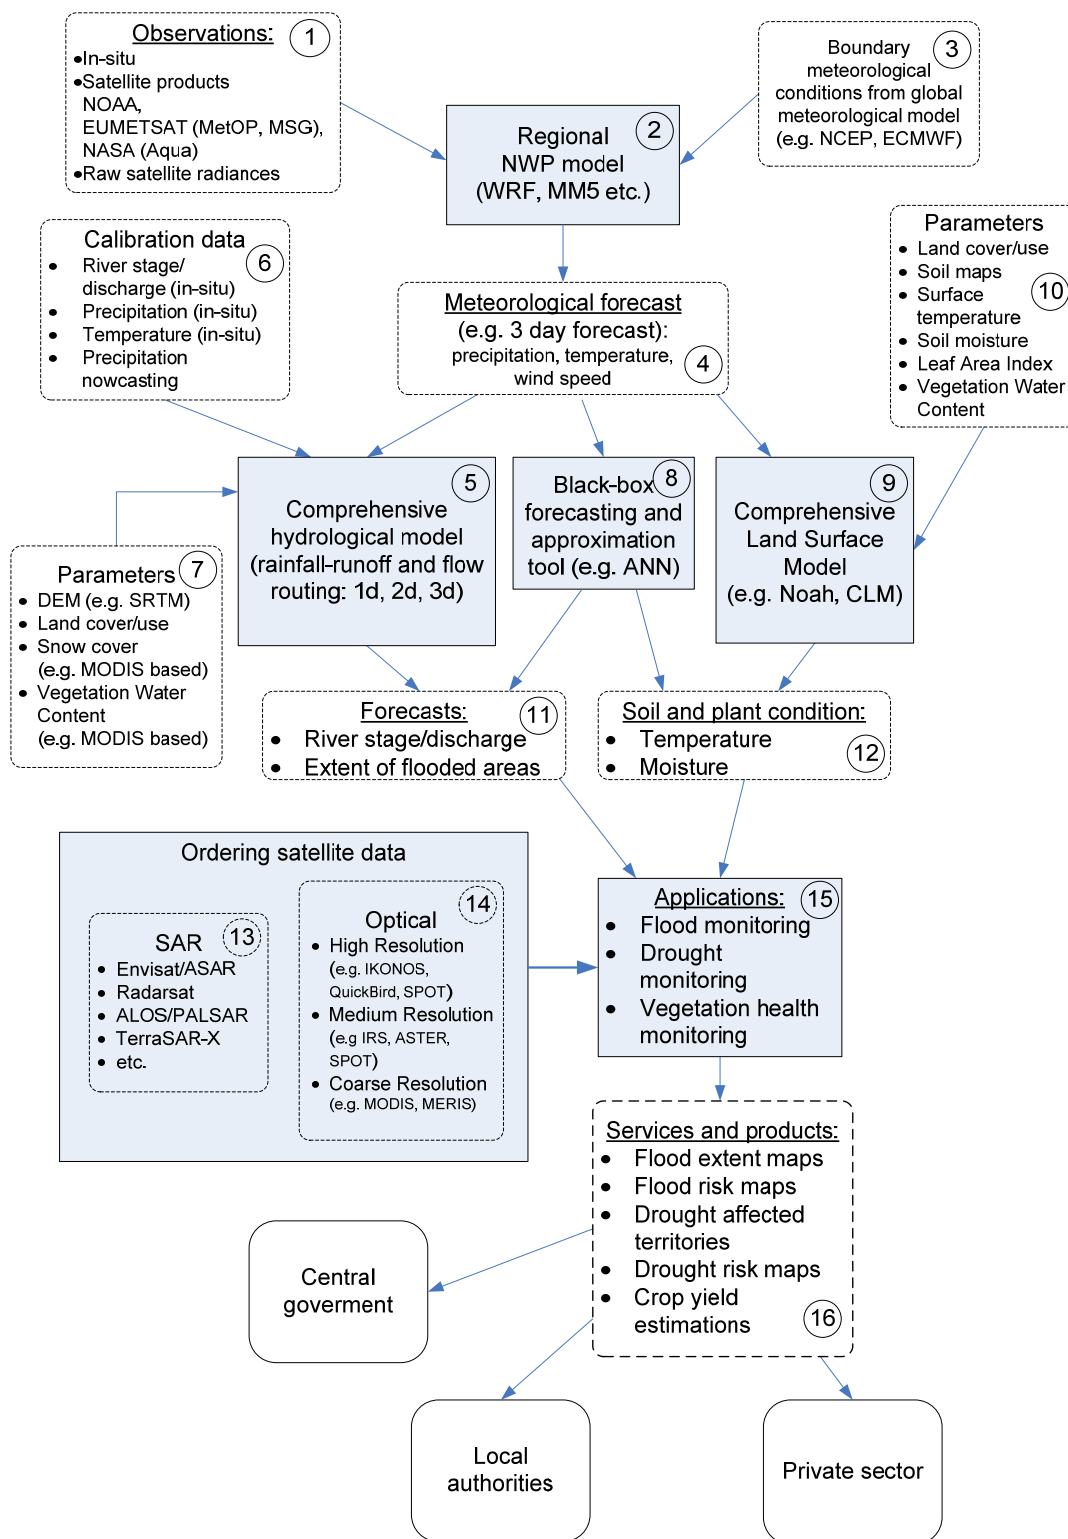 Observations:
1
●In-situ
●Satellite products
NOAA,
EUMETSAT (MetOP, MSG),
NASA (Aqua)
●Raw satellite radiances
Regional
2
NWP model
(WRF, MM5 etc.)
3
Boundary
meteorological
conditions from global
meteorological model
(e.g. NCEP, ECMWF)
Calibration data
6
● River stage/
discharge (in-situ)
● Precipitation (in-situ)
● Temperature (in-situ)
● Precipitation
nowcasting
Meteorological forecast
(e.g. 3 day forecast):
precipitation, temperature,
wind speed
4
Parameters
● Land cover/use
● Soil maps
10
● Surface
temperature
● Soil moisture
● Leaf Area Index
● Vegetation Water
Content
5
Comprehensive
hydrological model
(rainfall-runoff and flow
routing: 1d, 2d, 3d)
8
Black-box
forecasting and
approximation
tool (e.g. ANN)
9
Comprehensive
Land Surface
Model
(e.g. Noah, CLM)
Parameters
7
● DEM (e.g. SRTM)
● Land cover/use
● Snow cover
(e.g. MODIS based)
● Vegetation Water
Content
(e.g. MODIS based)
Forecasts:
11
● River stage/discharge
● Extent of flooded areas
Soil and plant condition:
● Temperature
● Moisture
12
Ordering satellite data
SAR
13
● Envisat/ASAR
● Radarsat
● ALOS/PALSAR
● TerraSAR-X
● etc.
14
Optical
● High Resolution
(e.g. IKONOS,
QuickBird, SPOT)
● Medium Resolution
(e.g IRS, ASTER,
SPOT)
● Coarse Resolution
(e.g. MODIS, MERIS)
Applications:
15
● Flood monitoring
● Drought
monitoring
● Vegetation health
monitoring
Services and products:
● Flood extent maps
● Flood risk maps
● Drought affected
territories
● Drought risk maps
● Crop yield
estimations
16
Central
goverment
Local
authorities
Private sector